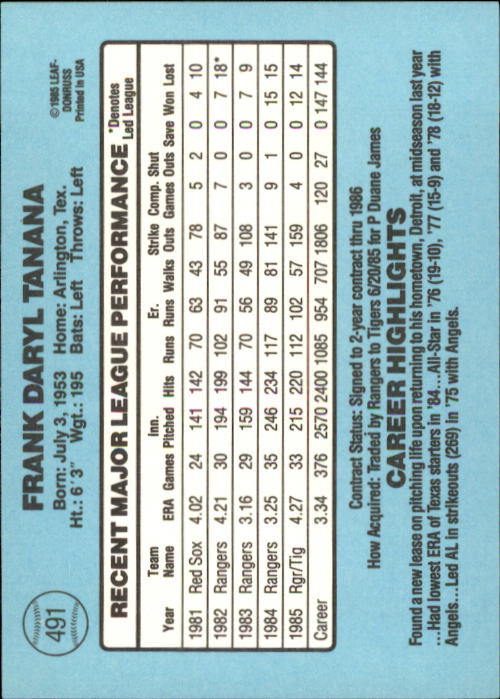 491
FRANK DARYL TANANA
©1985 LEAF-
DONRUSS
Printed in USA
Born: July 3, 1953 Home: Arlington, Tex.
Ht.: 6'3" Wgt.: 195 Bats: Left Throws: Left
RECENT MAJOR LEAGUE PERFORMANCE
*Denotes
Led League
Team Inn. Er. Strike Comp. Shut
Year Name ERA Games Pitched Hits Runs Runs Walks Outs Games Outs Save Won Lost
1981 Red Sox 4.02 24 141 142 70 63 43 78 5 2 0 4 10
1982 Rangers 4.21 30 194 199 102 91 55 87 7 0 0 7 18*
1983 Rangers 3.16 29 159 144 70 56 49 108 3 0 0 7 9
1984 Rangers 3.25 35 246 234 117 89 81 141 9 1 0 15 15
1985 Rgr/Tig 4.27 33 215 220 112 102 57 159 4 0 0 12 14
Career 3.34 376 2570 2400 1085 954 707 1806 120 27 0 147 144
Contract Status: Signed to 2-year contract thru 1986
How Acquired: Traded by Rangers to Tigers 6/20/85 for P Duane James
CAREER HIGHLIGHTS
Found a new lease on pitching life upon returning to his hometown, Detroit, at midseason last year
...Had lowest ERA of Texas starters in '84...All-Star in '76 (19-10), '77 (15-9) and '78 (18-12) with
Angels...Led AL in strikeouts (269) in '75 with Angels.